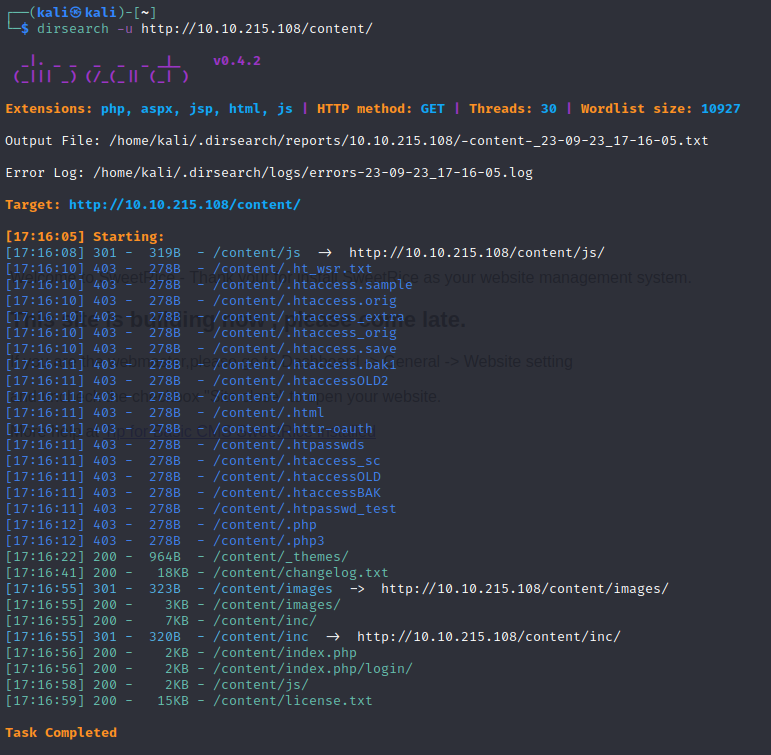 ┌──(kali㉿kali)-[~]
└─$ dirsearch -u http://10.10.215.108/content/
v0.4.2
Extensions: php, aspx, jsp, html, js | HTTP method: GET | Threads: 30 | Wordlist size: 10927
Output File: /home/kali/.dirsearch/reports/10.10.215.108/-content-_23-09-23_17-16-05.txt
Error Log: /home/kali/.dirsearch/logs/errors-23-09-23_17-16-05.log
Target: http://10.10.215.108/content/
[17:16:05] Starting:
[17:16:08] 301 - 319B - /content/js -> http://10.10.215.108/content/js/
[17:16:10] 403 - 278B - /content/.ht_wsr.txt
[17:16:10] 403 - 278B - /content/.htaccess.sample
[17:16:10] 403 - 278B - /content/.htaccess.orig
[17:16:10] 403 - 278B - /content/.htaccess_extra
[17:16:10] 403 - 278B - /content/.htaccess_orig
[17:16:10] 403 - 278B - /content/.htaccess.save
[17:16:11] 403 - 278B - /content/.htaccess.bak1
[17:16:11] 403 - 278B - /content/.htaccessOLD2
[17:16:11] 403 - 278B - /content/.htm
[17:16:11] 403 - 278B - /content/.html
[17:16:11] 403 - 278B - /content/.httr-oauth
[17:16:11] 403 - 278B - /content/.htpasswds
[17:16:11] 403 - 278B - /content/.htaccess_sc
[17:16:11] 403 - 278B - /content/.htaccessOLD
[17:16:11] 403 - 278B - /content/.htaccessBAK
[17:16:11] 403 - 278B - /content/.htpasswd_test
[17:16:12] 403 - 278B - /content/.php
[17:16:12] 403 - 278B - /content/.php3
[17:16:22] 200 - 964B - /content/_themes/
[17:16:41] 200 - 18KB - /content/changelog.txt
[17:16:55] 301 - 323B - /content/images -> http://10.10.215.108/content/images/
[17:16:55] 200 - 3KB - /content/images/
[17:16:55] 200 - 7KB - /content/inc/
[17:16:55] 301 - 320B - /content/inc -> http://10.10.215.108/content/inc/
[17:16:56] 200 - 2KB - /content/index.php
[17:16:56] 200 - 2KB - /content/index.php/login/
[17:16:58] 200 - 2KB - /content/js/
[17:16:59] 200 - 15KB - /content/license.txt
Task Completed